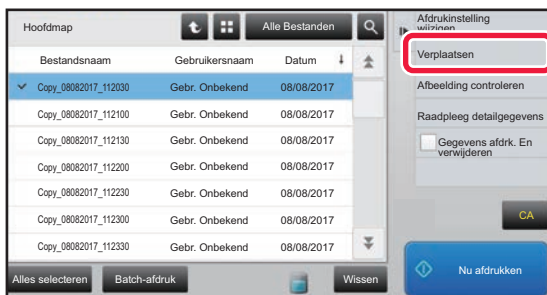 Hoofdmap
Alle Bestanden
Bestandsnaam Gebruikersnaam Datum
Copy_08082017_112030 Gebr. Onbekend 08/08/2017
Copy_08082017_112100 Gebr. Onbekend 08/08/2017
Copy_08082017_112130 Gebr. Onbekend 08/08/2017
Copy_08082017_112200 Gebr. Onbekend 08/08/2017
Copy_08082017_112230 Gebr. Onbekend 08/08/2017
Copy_08082017_112300 Gebr. Onbekend 08/08/2017
Copy_08082017_112330 Gebr. Onbekend 08/08/2017
Alles selecteren
Batch-afdruk
Wissen
Afdrukinstelling
wijzigen
Verplaatsen
Afbeelding controleren
Raadpleeg detailgegevens
Gegevens afdrk. En
verwijderen
CA
Nu afdrukken